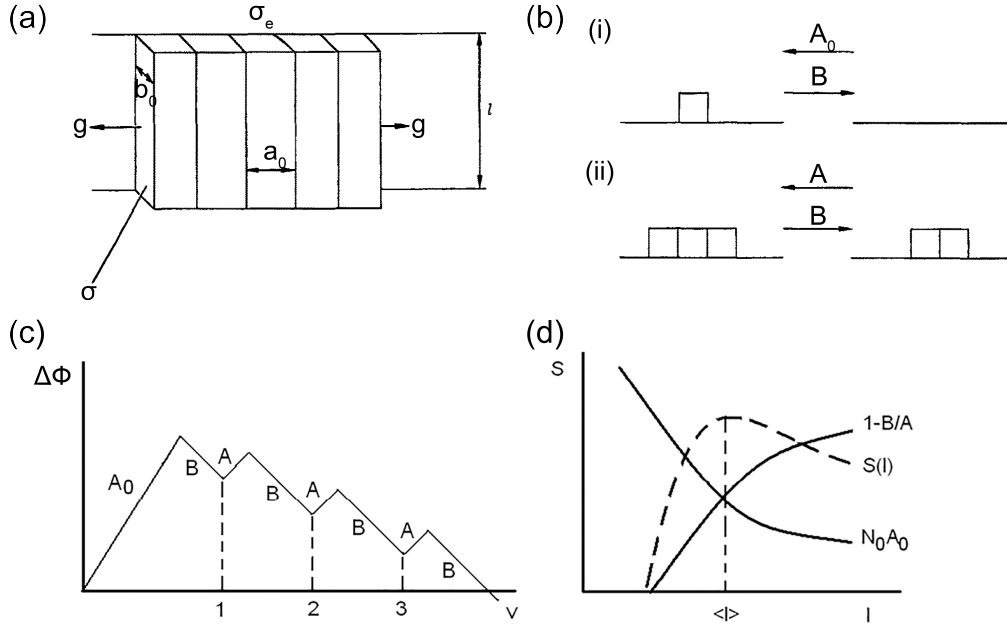 (a)
σe
b0
g
a0
g
l
σ
(b)
(i)
A0
B
(ii)
A
B
(c)
ΔΦ
A0
B
A
B
A
B
A
B
1
2
3
ν
(d)
S
1-B/A
S(l)
N0A0
<l>
l